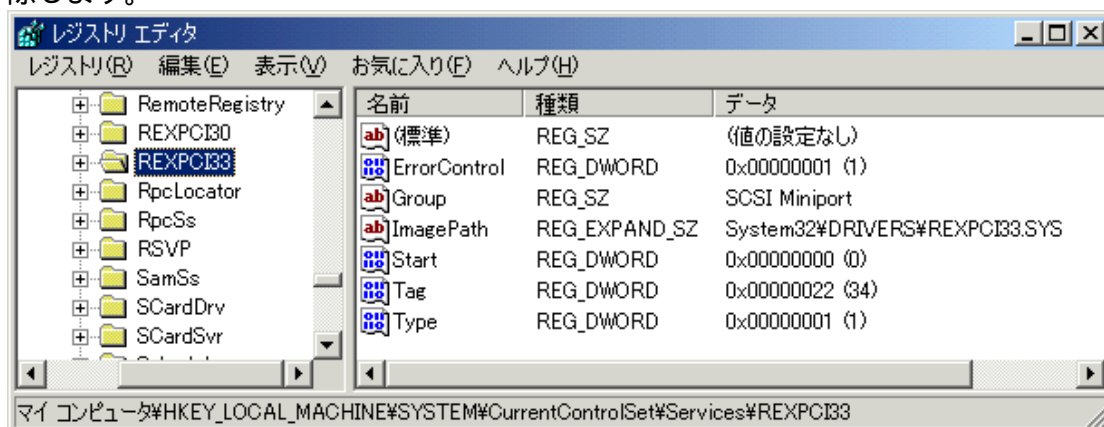 除します。
レジストリ エディタ
レジストリ(R) 編集(E) 表示(V) お気に入り(F) ヘルプ(H)
RemoteRegistry
REXPCI30
REXPCI33
RpcLocator
RpcSs
RSVP
SamSs
SCardDrv
SCardSvr
名前 種類 データ
(標準) REG_SZ (値の設定なし)
ErrorControl REG_DWORD 0x00000001 (1)
Group REG_SZ SCSI Miniport
ImagePath REG_EXPAND_SZ System32¥DRIVERS¥REXPCI33.SYS
Start REG_DWORD 0x00000000 (0)
Tag REG_DWORD 0x00000022 (34)
Type REG_DWORD 0x00000001 (1)
マイ コンピュータ¥HKEY_LOCAL_MACHINE¥SYSTEM¥CurrentControlSet¥Services¥REXPCI33